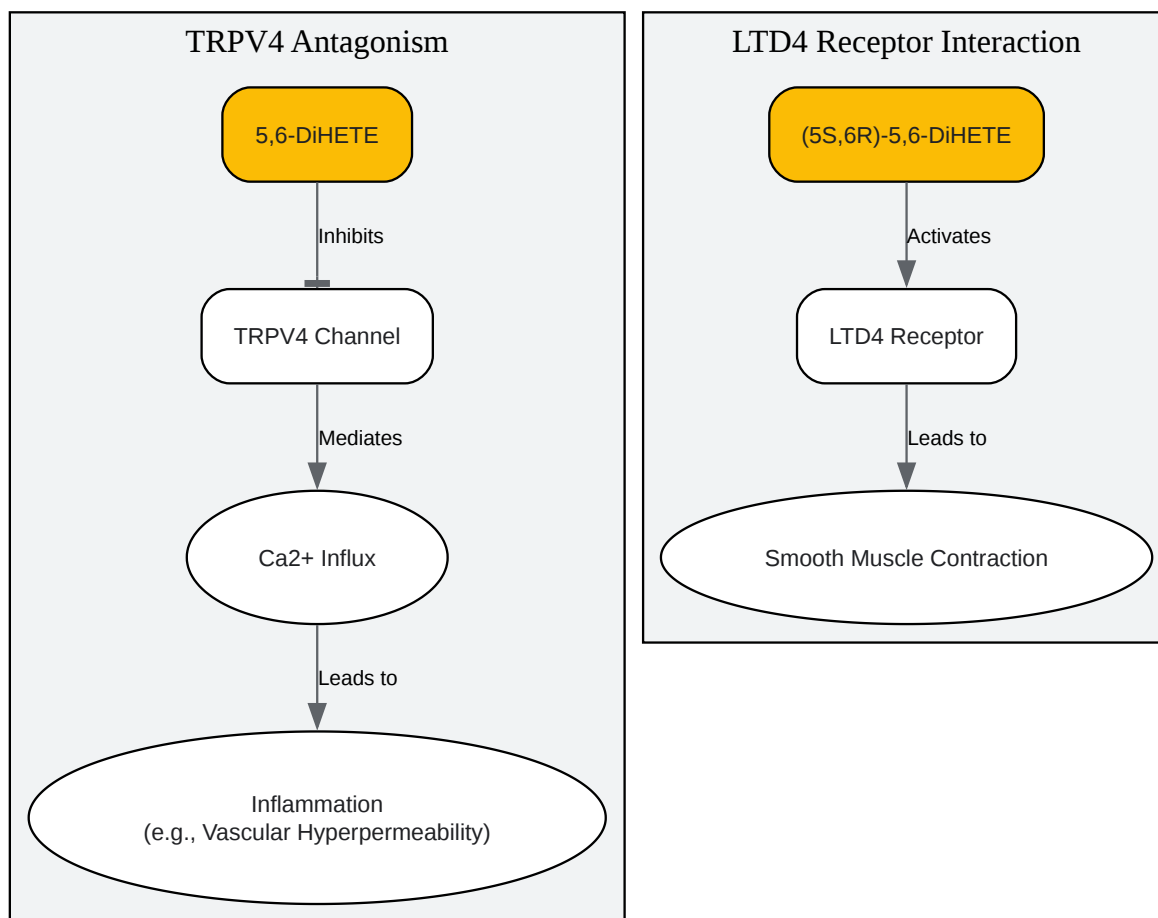 TRPV4 Antagonism
5,6-DiHETE
Inhibits
TRPV4 Channel
Mediates
Ca2+ Influx
Leads to
Inflammation
(e.g., Vascular Hyperpermeability)
LTD4 Receptor Interaction
(5S,6R)-5,6-DiHETE
Activates
LTD4 Receptor
Leads to
Smooth Muscle Contraction